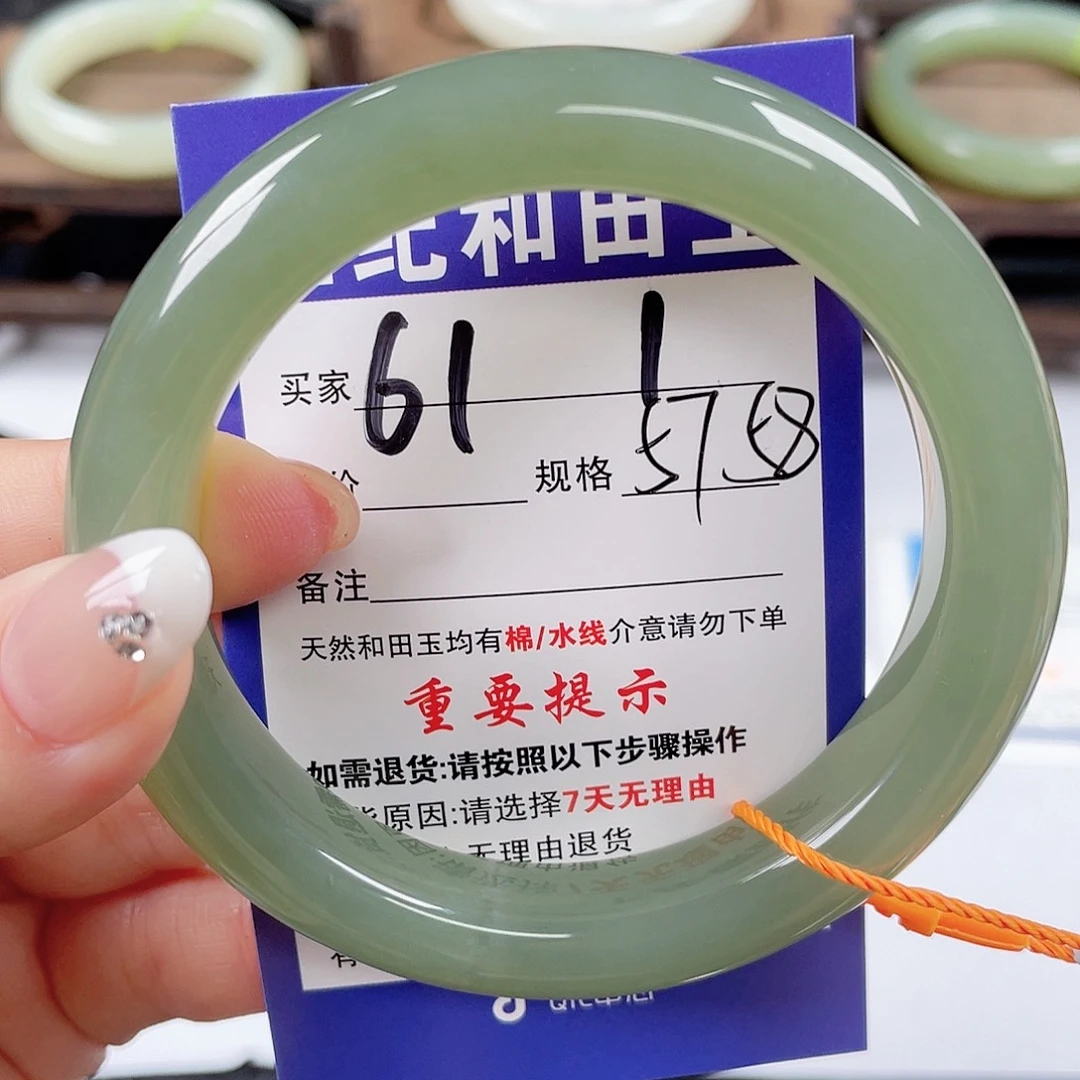 和田玉
买家 61 1
价 规格 57.58
备注
天然和田玉均有棉/水线介意请勿下单
重要提示
如需退货:请按照以下步骤操作
原因:请选择7天无理由
无理由退货
有